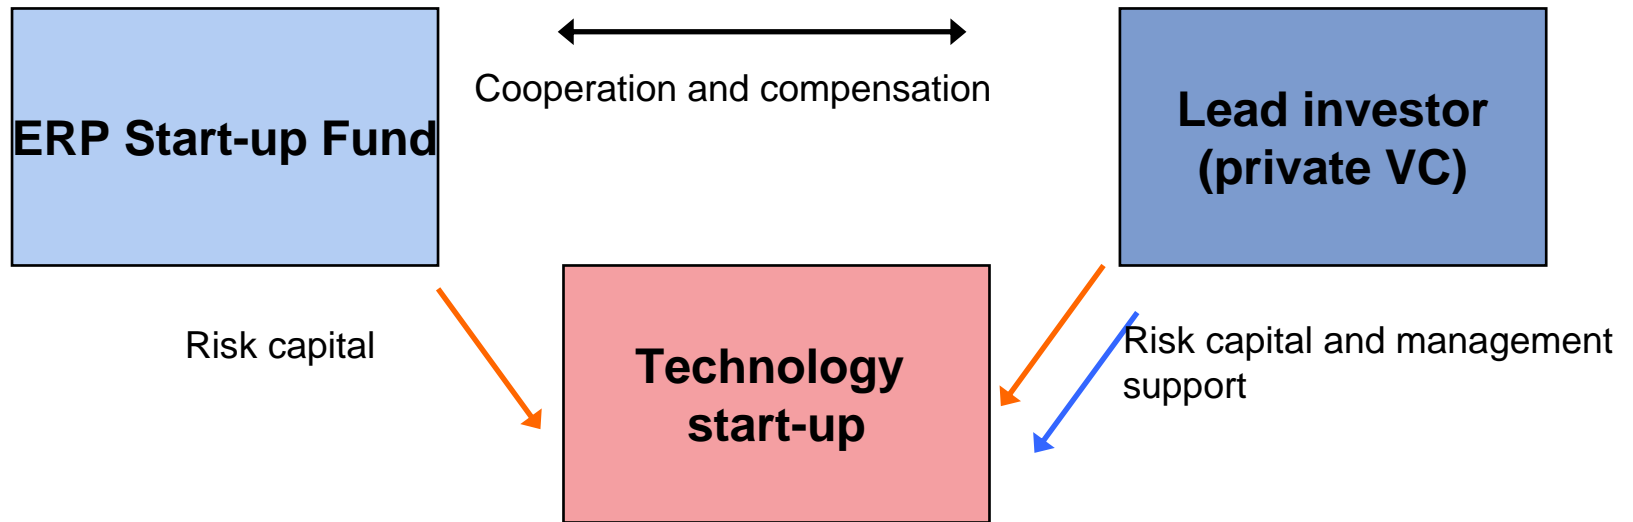 Cooperation and compensation
ERP Start-up Fund
Lead investor
(private VC)
Risk capital
Technology
start-up
Risk capital and management
support